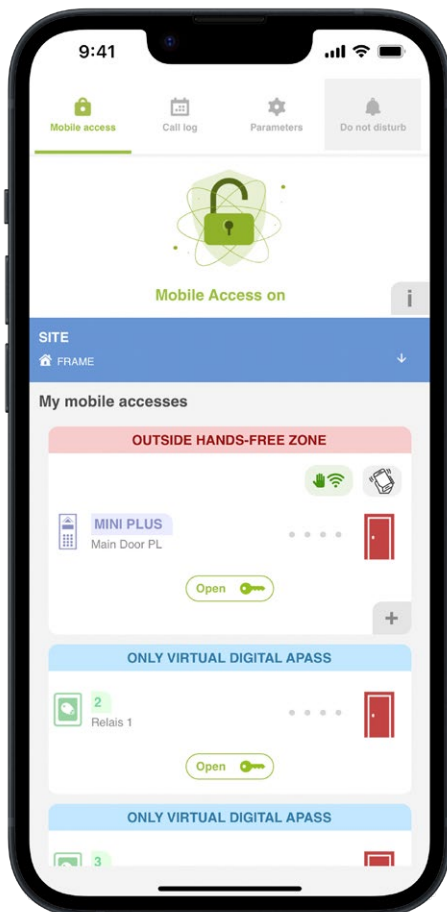 9:41
Mobile access
Call log
Parameters
Do not disturb
Mobile Access on
i
SITE
FRAME
My mobile accesses
OUTSIDE HANDS-FREE ZONE
MINI PLUS
Main Door PL
Open
+
ONLY VIRTUAL DIGITAL APASS
2
Relais 1
Open
ONLY VIRTUAL DIGITAL APASS
3